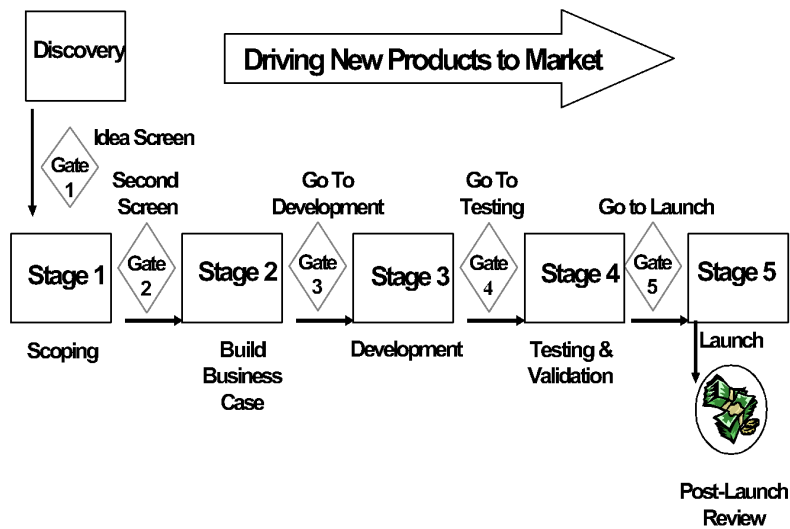 Discovery
Driving New Products to Market
Idea Screen
Gate
1
Second
Screen
Go To
Development
Go To
Testing
Go to Launch
Stage 1
Gate
2
Stage 2
Gate
3
Stage 3
Gate
4
Stage 4
Gate
5
Stage 5
Scoping
Build
Business
Case
Development
Testing &
Validation
Launch
Post-Launch
Review